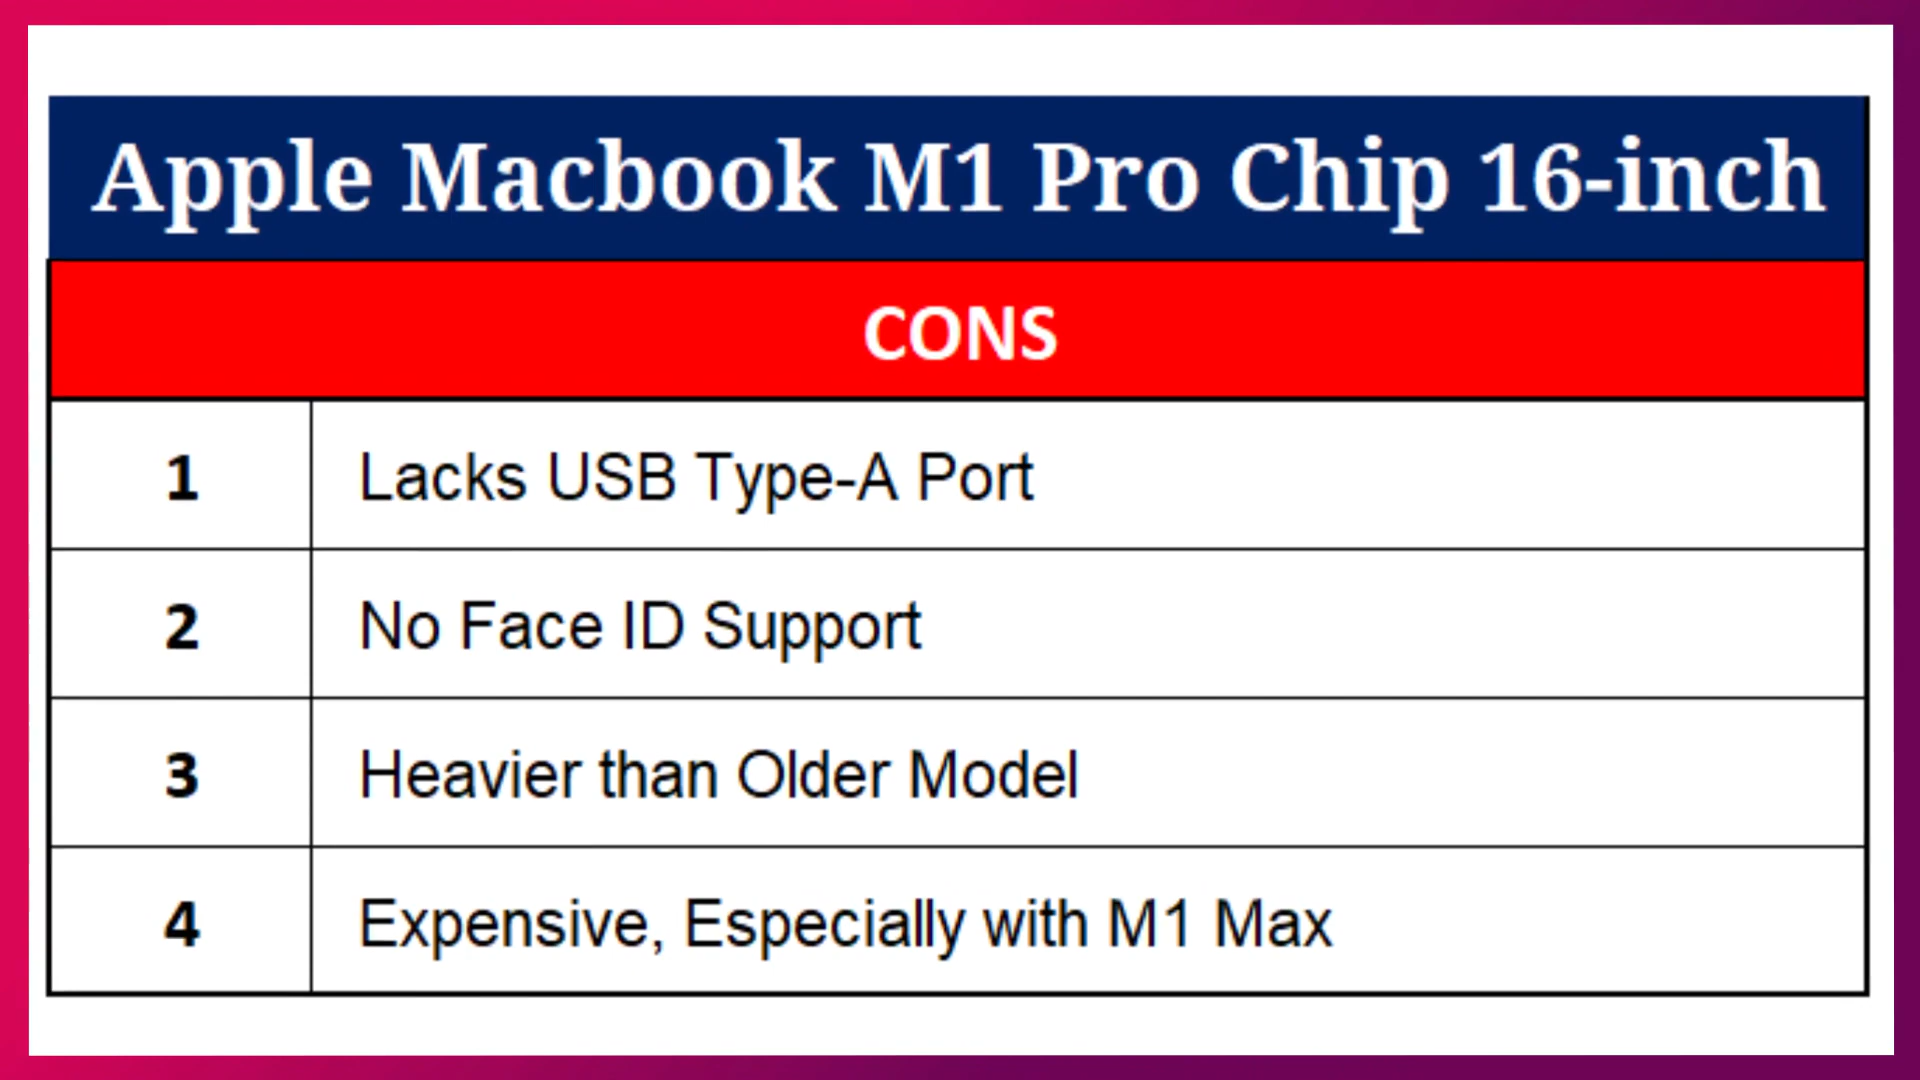 Apple Macbook M1 Pro Chip 16-inch
CONS
1 Lacks USB Type-A Port
2 No Face ID Support
3 Heavier than Older Model
4 Expensive, Especially with M1 Max